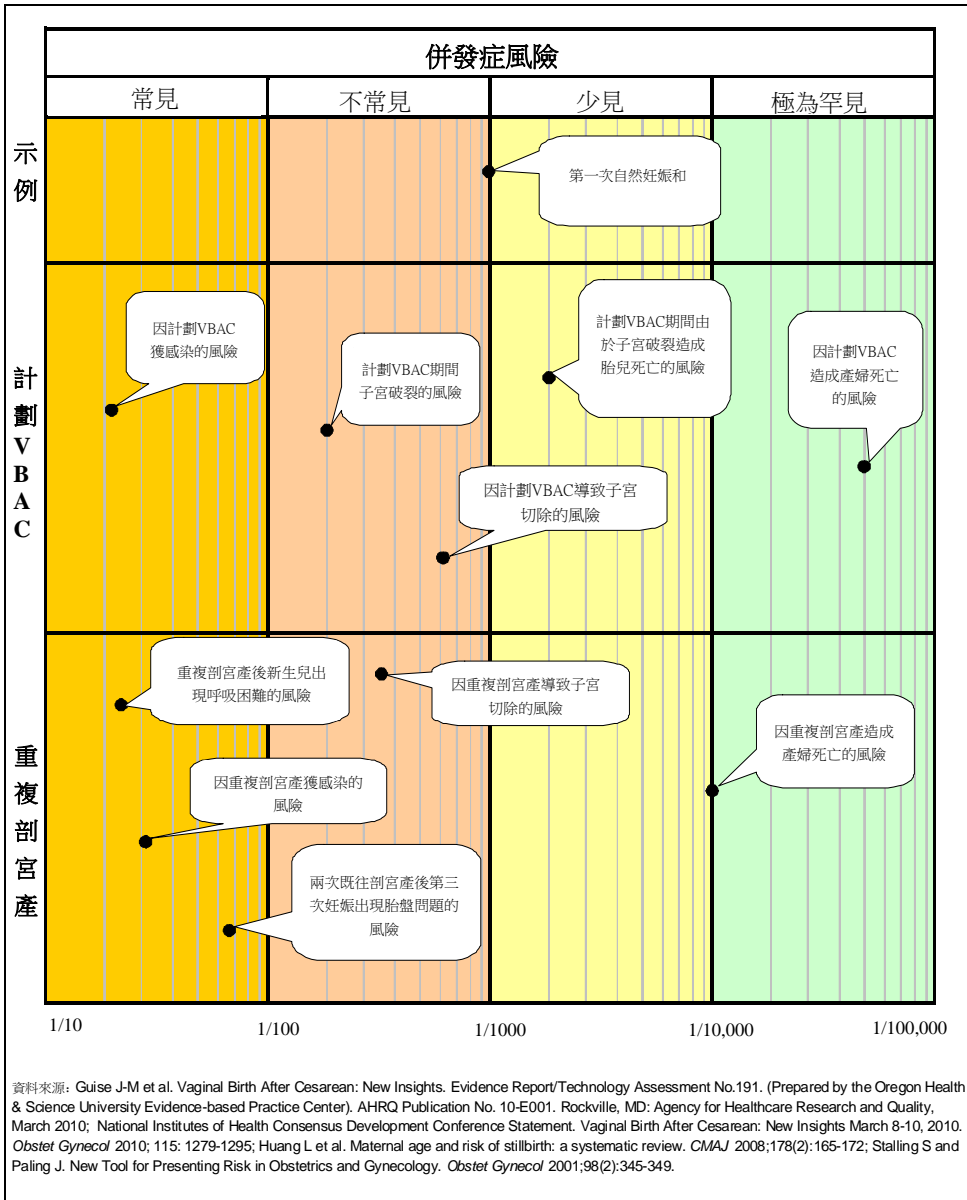 併發症風險
常見
不常見
少見
極為罕見
示
例
第一次自然妊娠和
計
劃
V
B
A
C
因計劃VBAC
獲感染的風險
計劃VBAC期間
子宮破裂的風險
計劃VBAC期間由
於子宮破裂造成
胎兒死亡的風險
因計劃VBAC
造成產婦死亡
的風險
因計劃VBAC導致子宮
切除的風險
重
複
剖
宮
產
重複剖宮產後新生兒出
現呼吸困難的風險
因重複剖宮產導致子宮
切除的風險
因重複剖宮產造成
產婦死亡的風險
因重複剖宮產獲感染的
風險
兩次既往剖宮產後第三
次妊娠出現胎盤問題的
風險
1/10
1/100
1/1000
1/10,000
1/100,000
資料來源: Guise J-M et al. Vaginal Birth After Cesarean: New Insights. Evidence Report/Technology Assessment No.191. (Prepared by the Oregon Health
& Science University Evidence-based Practice Center). AHRQ Publication No. 10-E001. Rockville, MD: Agency for Healthcare Research and Quality,
March 2010; National Institutes of Health Consensus Development Conference Statement. Vaginal Birth After Cesarean: New Insights March 8-10, 2010.
Obstet Gynecol 2010; 115: 1279-1295; Huang L et al. Maternal age and risk of stillbirth: a systematic review. CMAJ 2008;178(2):165-172; Stalling S and
Paling J. New Tool for Presenting Risk in Obstetrics and Gynecology. Obstet Gynecol 2001;98(2):345-349.